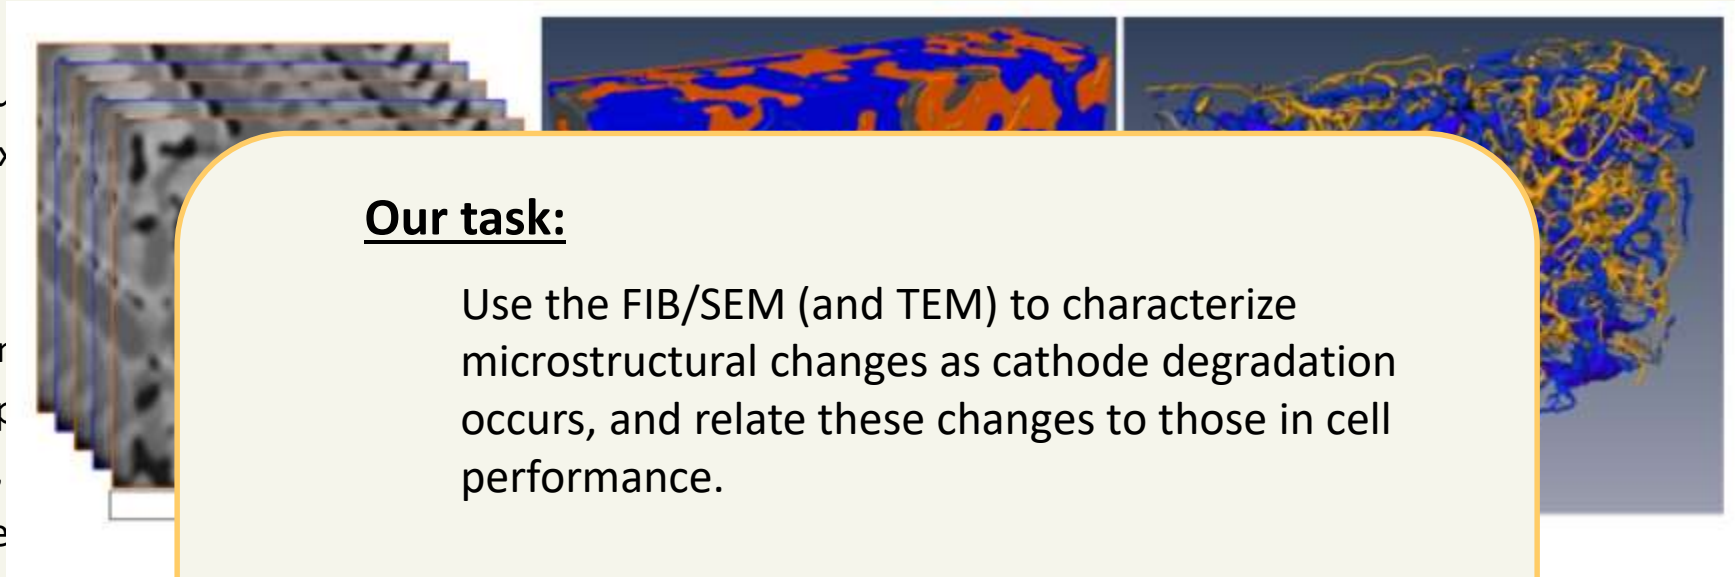 Our task:
Use the FIB/SEM (and TEM) to characterize
microstructural changes as cathode degradation
occurs, and relate these changes to those in cell
performance.